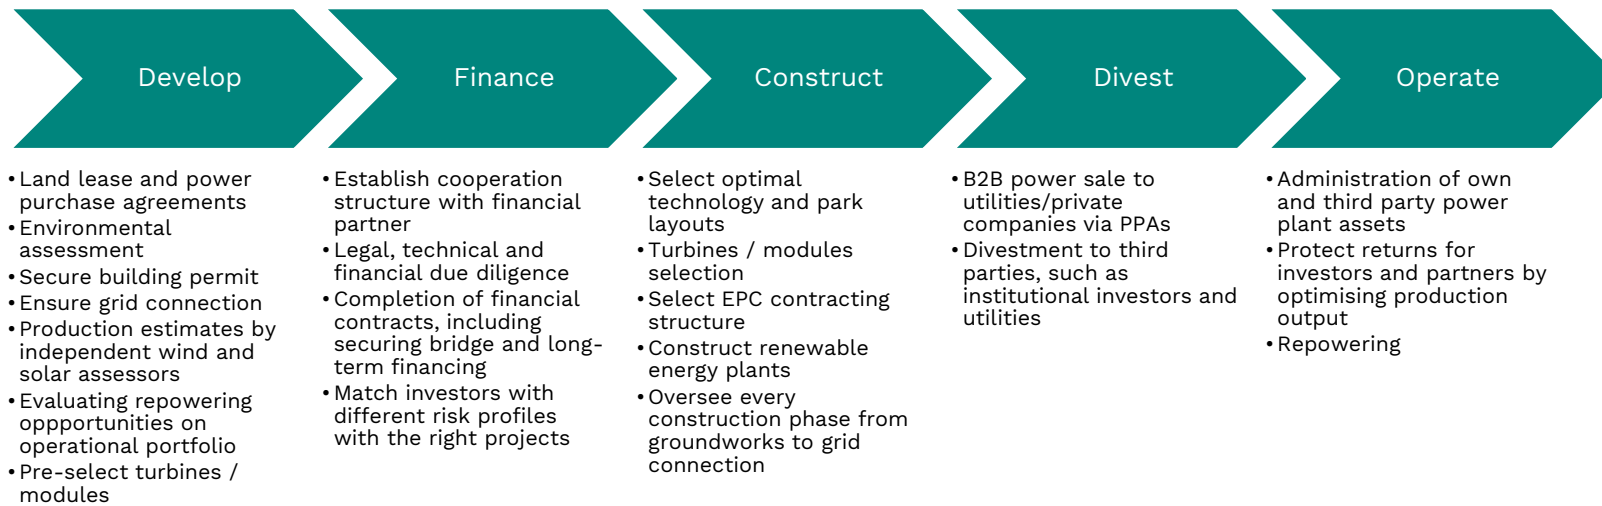 Develop
Finance
Construct
Divest
Operate
• Land lease and power
purchase agreements
• Environmental
assessment
• Secure building permit
• Ensure grid connection
• Production estimates by
independent wind and
solar assessors
• Evaluating repowering
oppportunities on
operational portfolio
• Pre-select turbines /
modules
• Establish cooperation
structure with financial
partner
• Legal, technical and
financial due diligence
• Completion of financial
contracts, including
securing bridge and long-
term financing
• Match investors with
different risk profiles
with the right projects
• Select optimal
technology and park
layouts
• Turbines / modules
selection
• Select EPC contracting
structure
• Construct renewable
energy plants
• Oversee every
construction phase from
groundworks to grid
connection
• B2B power sale to
utilities/private
companies via PPAs
• Divestment to third
parties, such as
institutional investors and
utilities
• Administration of own
and third party power
plant assets
• Protect returns for
investors and partners by
optimising production
output
• Repowering